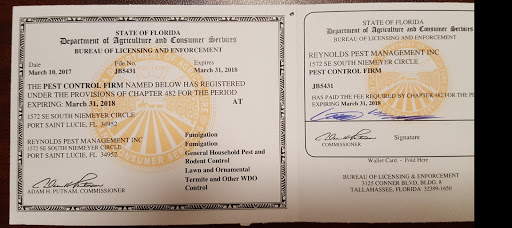 STATE OF FLORIDA
Department of Agriculture and Consumer Services
BUREAU OF LICENSING AND ENFORCEMENT
Date File No. Expires
March 10, 2017 JB5431 March 31, 2018
THE PEST CONTROL FIRM NAMED BELOW HAS REGISTERED
UNDER THE PROVISIONS OF CHAPTER 482 FOR THE PERIOD
EXPIRING: March 31, 2018 AT
1572 SE SOUTH NIEMEYER CIRCLE
PORT SAINT LUCIE, FL 34952
REYNOLDS PEST MANAGEMENT INC
1572 SE SOUTH NIEMEYER CIRCLE
PORT SAINT LUCIE, FL 34952
Fumigation
Fumigation
General Household Pest and
Rodent Control
Lawn and Ornamental
Termite and Other WDO
Control
ADAM H. PUTNAM, COMMISSIONER
STATE OF FLORIDA
Department of Agriculture and Consumer Services
BUREAU OF LICENSING AND ENFORCEMENT
REYNOLDS PEST MANAGEMENT INC
1572 SE SOUTH NIEMEYER CIRCLE
PEST CONTROL FIRM
JB5431
HAS PAID THE FEE REQUIRED BY CHAPTER 482 FOR THE
EXPIRING March 31, 2018
Signature
COMMISSIONER
Wallet Card - Fold Here
BUREAU OF LICENSING & ENFORCEMENT
3125 CONNER BLVD, BLDG. 8
TALLAHASSEE, FLORIDA 32399-1650